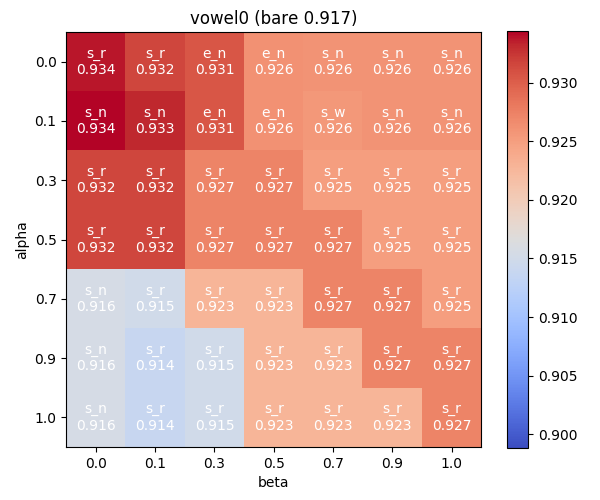 vowel0 (bare 0.917)
0.0 s_r s_r e_n e_n s_n s_n s_n
0.934 0.932 0.931 0.926 0.926 0.926 0.926
0.1 s_n s_n e_n e_n s_w s_n s_n
0.934 0.933 0.931 0.926 0.926 0.926 0.926
0.3 s_r s_r s_r s_r s_r s_r s_r
0.932 0.932 0.927 0.927 0.925 0.925 0.925
0.5 s_r s_r s_r s_r s_r s_r s_r
0.932 0.932 0.927 0.927 0.927 0.925 0.925
0.7 s_n s_r s_r s_r s_r s_r s_r
0.916 0.915 0.923 0.923 0.927 0.927 0.925
0.9 s_n s_r s_r s_r s_r s_r s_r
0.916 0.914 0.915 0.923 0.923 0.927 0.927
1.0 s_n s_r s_r s_r s_r s_r s_r
0.916 0.914 0.915 0.923 0.923 0.923 0.927
0.0 0.1 0.3 0.5 0.7 0.9 1.0
beta
alpha
0.930
0.925
0.920
0.915
0.910
0.905
0.900